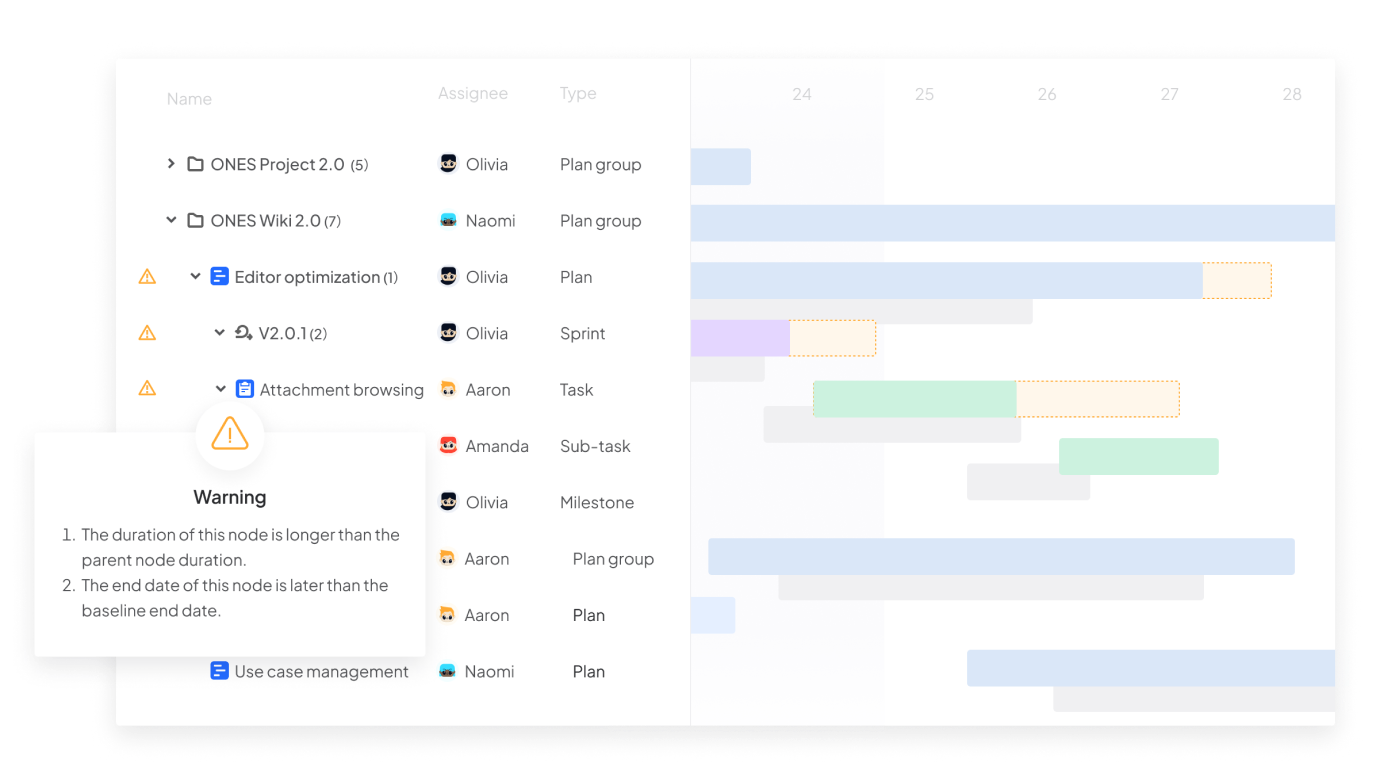 Name Assignee Type 24 25 26 27 28
ONES Project 2.0 (5) Olivia Plan group
ONES Wiki 2.0 (7) Naomi Plan group
Editor optimization (1) Olivia Plan
V2.0.1 (2) Olivia Sprint
Attachment browsing Aaron Task
Amanda Sub-task
Olivia Milestone
Aaron Plan group
Aaron Plan
Use case management Naomi Plan
Warning
1. The duration of this node is longer than the
parent node duration.
2. The end date of this node is later than the
baseline end date.